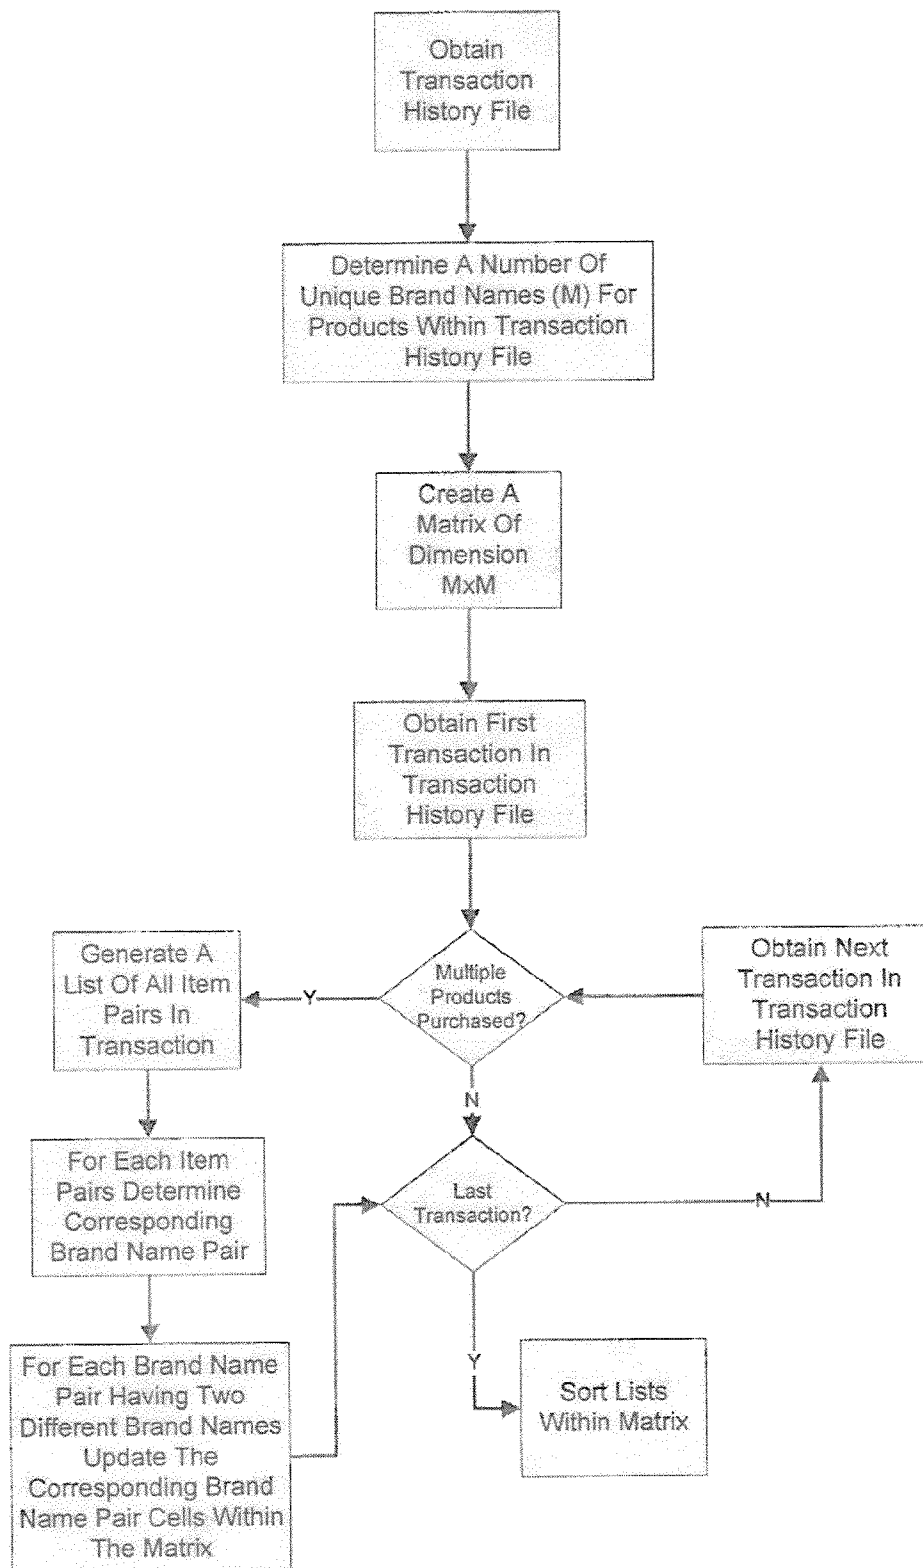 Obtain
Transaction
History File
Determine A Number Of
Unique Brand Names (M) For
Products Within Transaction
History File
Create A
Matrix Of
Dimension
MxM
Obtain First
Transaction In
Transaction
History File
Multiple
Products
Purchased?
Y
N
Generate A
List Of All Item
Pairs In
Transaction
Obtain Next
Transaction In
Transaction
History File
For Each Item
Pairs Determine
Corresponding
Brand Name Pair
Last
Transaction?
N
Y
For Each Brand Name
Pair Having Two
Different Brand Names
Update The
Corresponding Brand
Name Pair Cells Within
The Matrix
Sort Lists
Within Matrix